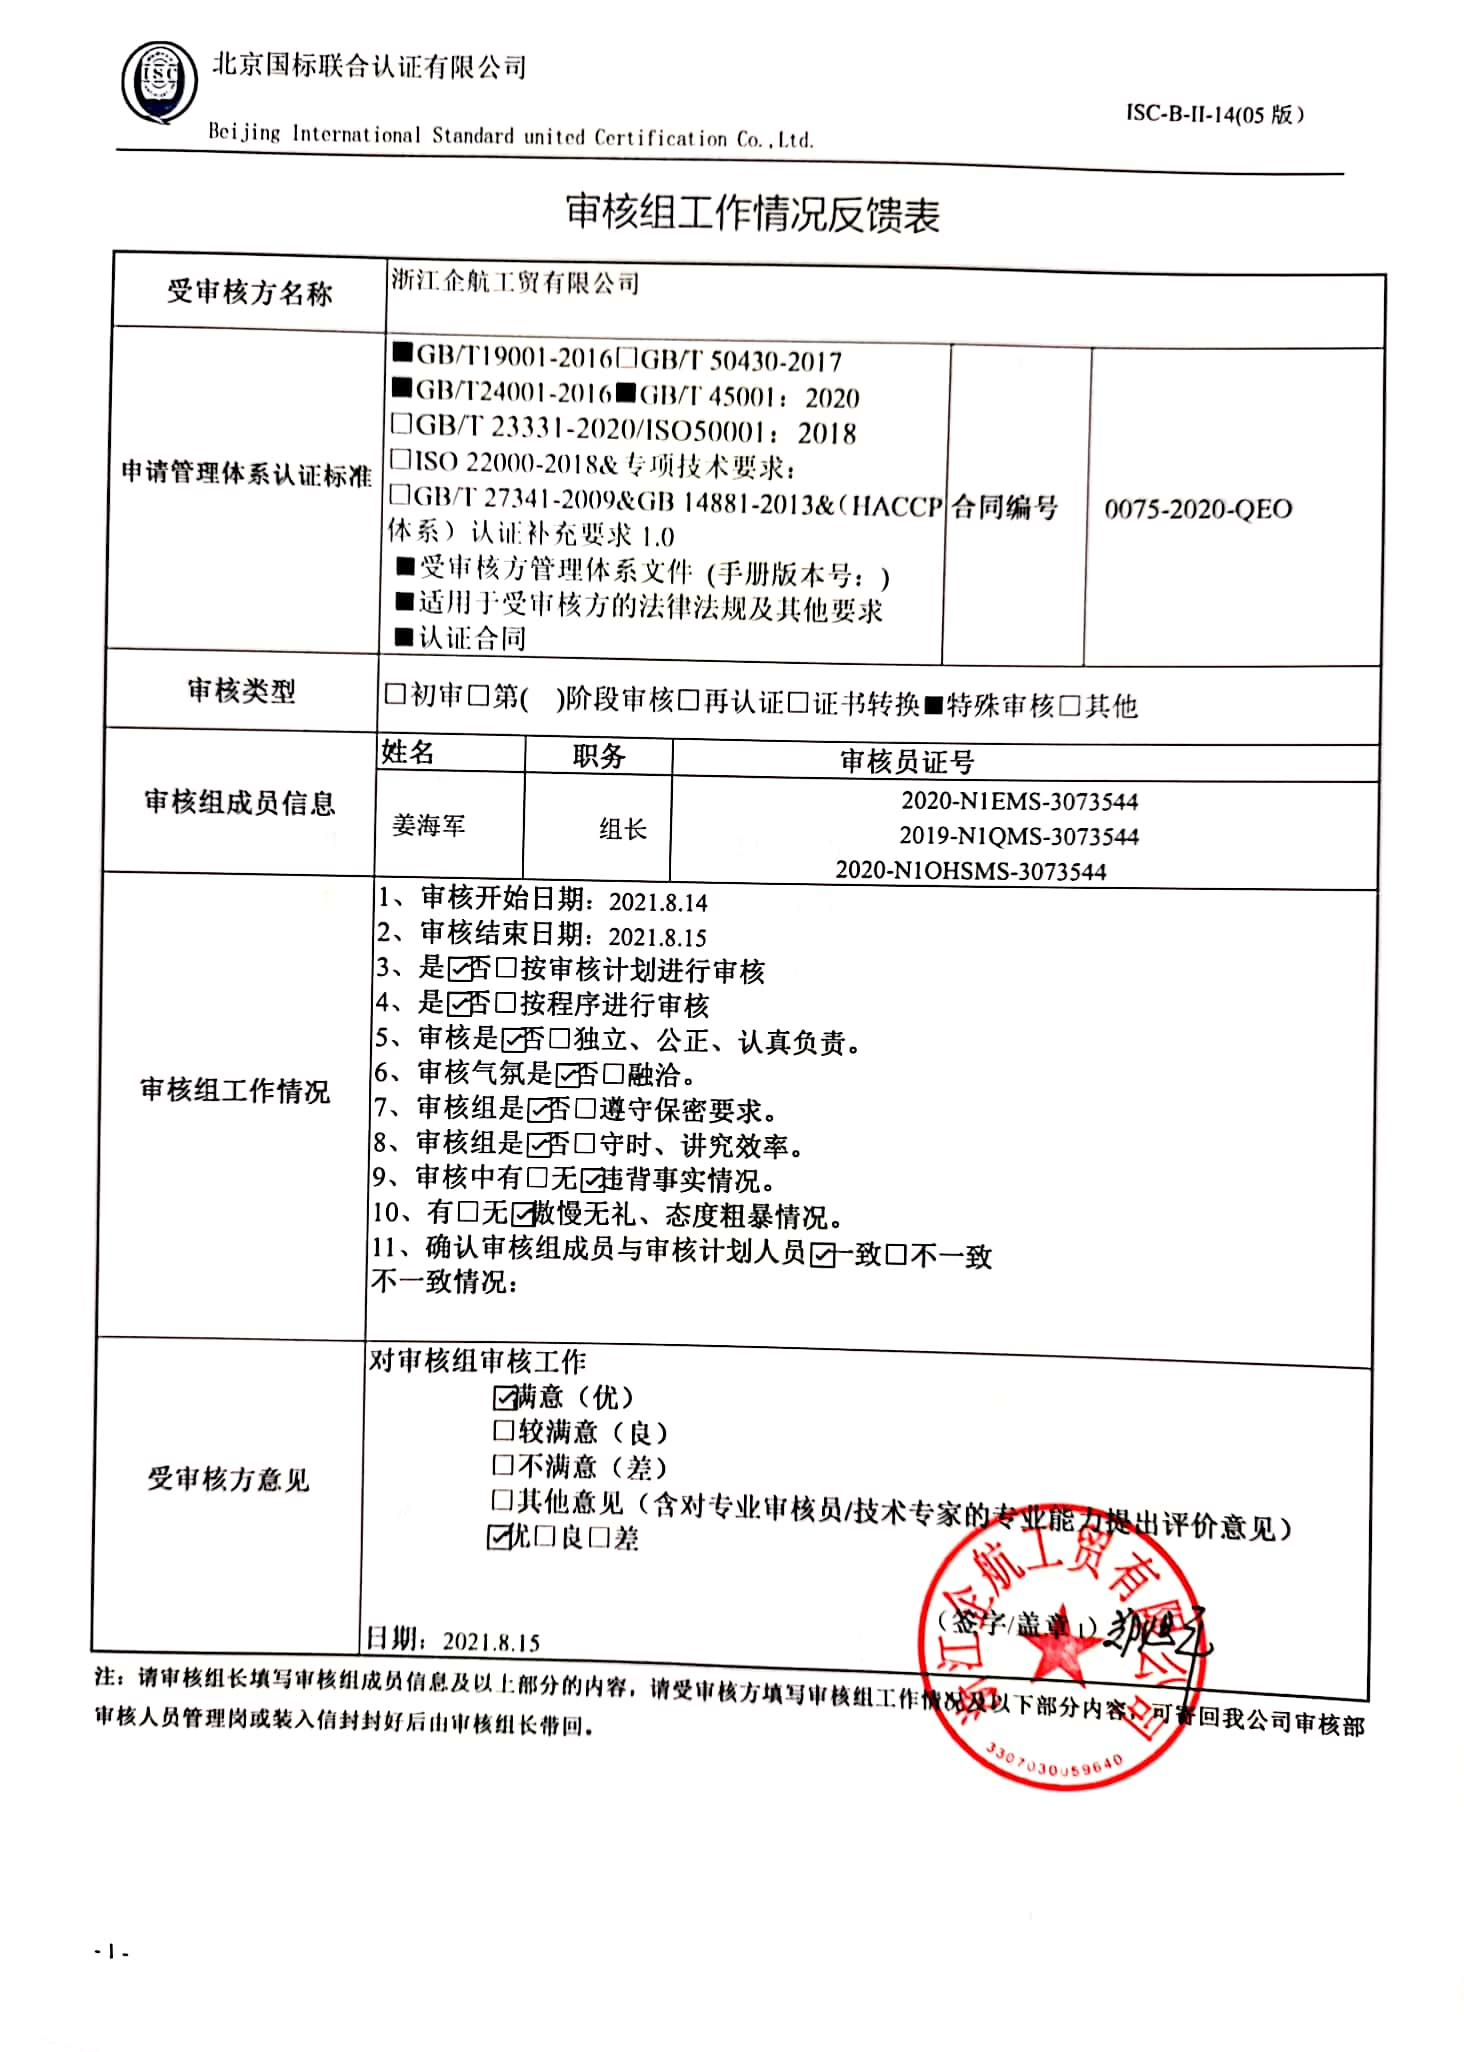 ISC
北京国标联合认证有限公司
Beijing International Standard united Certification Co.,Ltd.
ISC-B-II-14(05 版)
审核组工作情况反馈表
受审核方名称
浙江企航工贸有限公司
申请管理体系认证标准
■GB/T19001-2016□GB/T 50430-2017
■GB/T24001-2016■GB/T 45001：2020
□GB/T 23331-2020/ISO50001：2018
□ISO 22000-2018&专项技术要求:
□GB/T 27341-2009&GB 14881-2013&（HACCP
体系）认证补充要求 1.0
■受审核方管理体系文件 (手册版本号：)
■适用于受审核方的法律法规及其他要求
■认证合同
合同编号
0075-2020-QEO
审核类型
□初审□第( )阶段审核□再认证□证书转换■特殊审核□其他
审核组成员信息
姓名 职务 审核员证号
姜海军 组长
2020-N1EMS-3073544
2019-N1QMS-3073544
2020-N1OHSMS-3073544
审核组工作情况
1、审核开始日期：2021.8.14
2、审核结束日期：2021.8.15
3、是☑否□按审核计划进行审核
4、是☑否□按程序进行审核
5、审核是☑否□独立、公正、认真负责。
6、审核气氛是☑否□融洽。
7、审核组是☑否□遵守保密要求。
8、审核组是☑否□守时、讲究效率。
9、审核中有□无☑违背事实情况。
10、有□无☑傲慢无礼、态度粗暴情况。
11、确认审核组成员与审核计划人员☑一致□不一致
不一致情况：
受审核方意见
对审核组审核工作
☑满意（优）
□较满意（良）
□不满意（差）
□其他意见（含对专业审核员/技术专家的专业能力提出评价意见）
☑优□良□差
（签字/盖章）
日期：2021.8.15
浙江企航工贸有限公司
3307030059640
注：请审核组长填写审核组成员信息及以上部分的内容，请受审核方填写审核组工作情况及以下部分内容，可寄回我公司审核部
审核人员管理岗或装入信封封好后由审核组长带回。
- 1 -